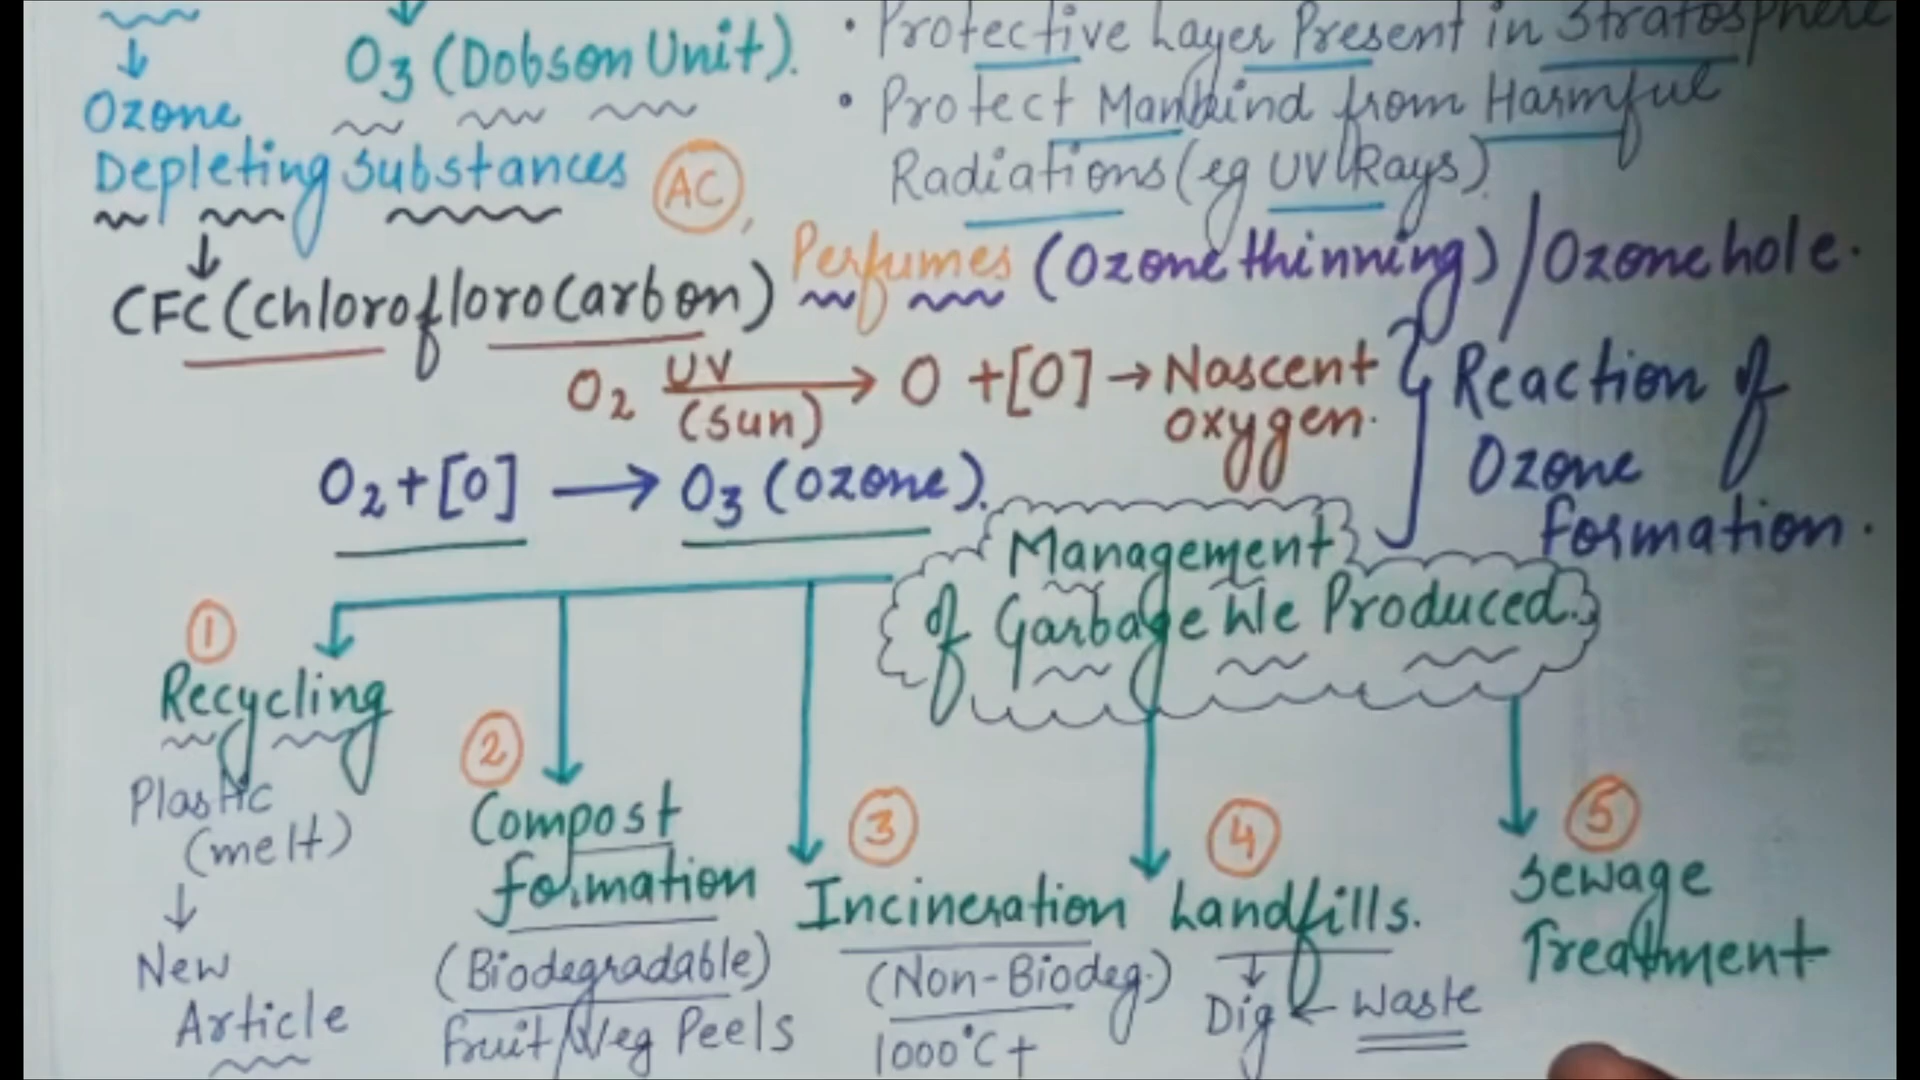 O3 (Dobson Unit).
• Protective Layer Present in Stratosphere
• Protect Mankind from Harmful
Radiations (eg UV Rays)
Ozone
Depleting Substances
AC,
CFC (Chlorofloro Carbon)
Perfumes (Ozone thinning) / Ozone hole.
O2 UV (Sun) → O + [O] → Nascent
oxygen.
O2 + [O] → O3 (Ozone).
Reaction of
Ozone
Formation.
Management
of Garbage We Produced.
1
Recycling
Plastic
(melt)
↓
New
Article
2
Compost
formation
(Biodegradable)
Fruit/Veg Peels
3
Incineration
(Non-Biodeg.)
1000°C +
4
Landfills.
Dig ← Waste
5
Sewage
Treatment